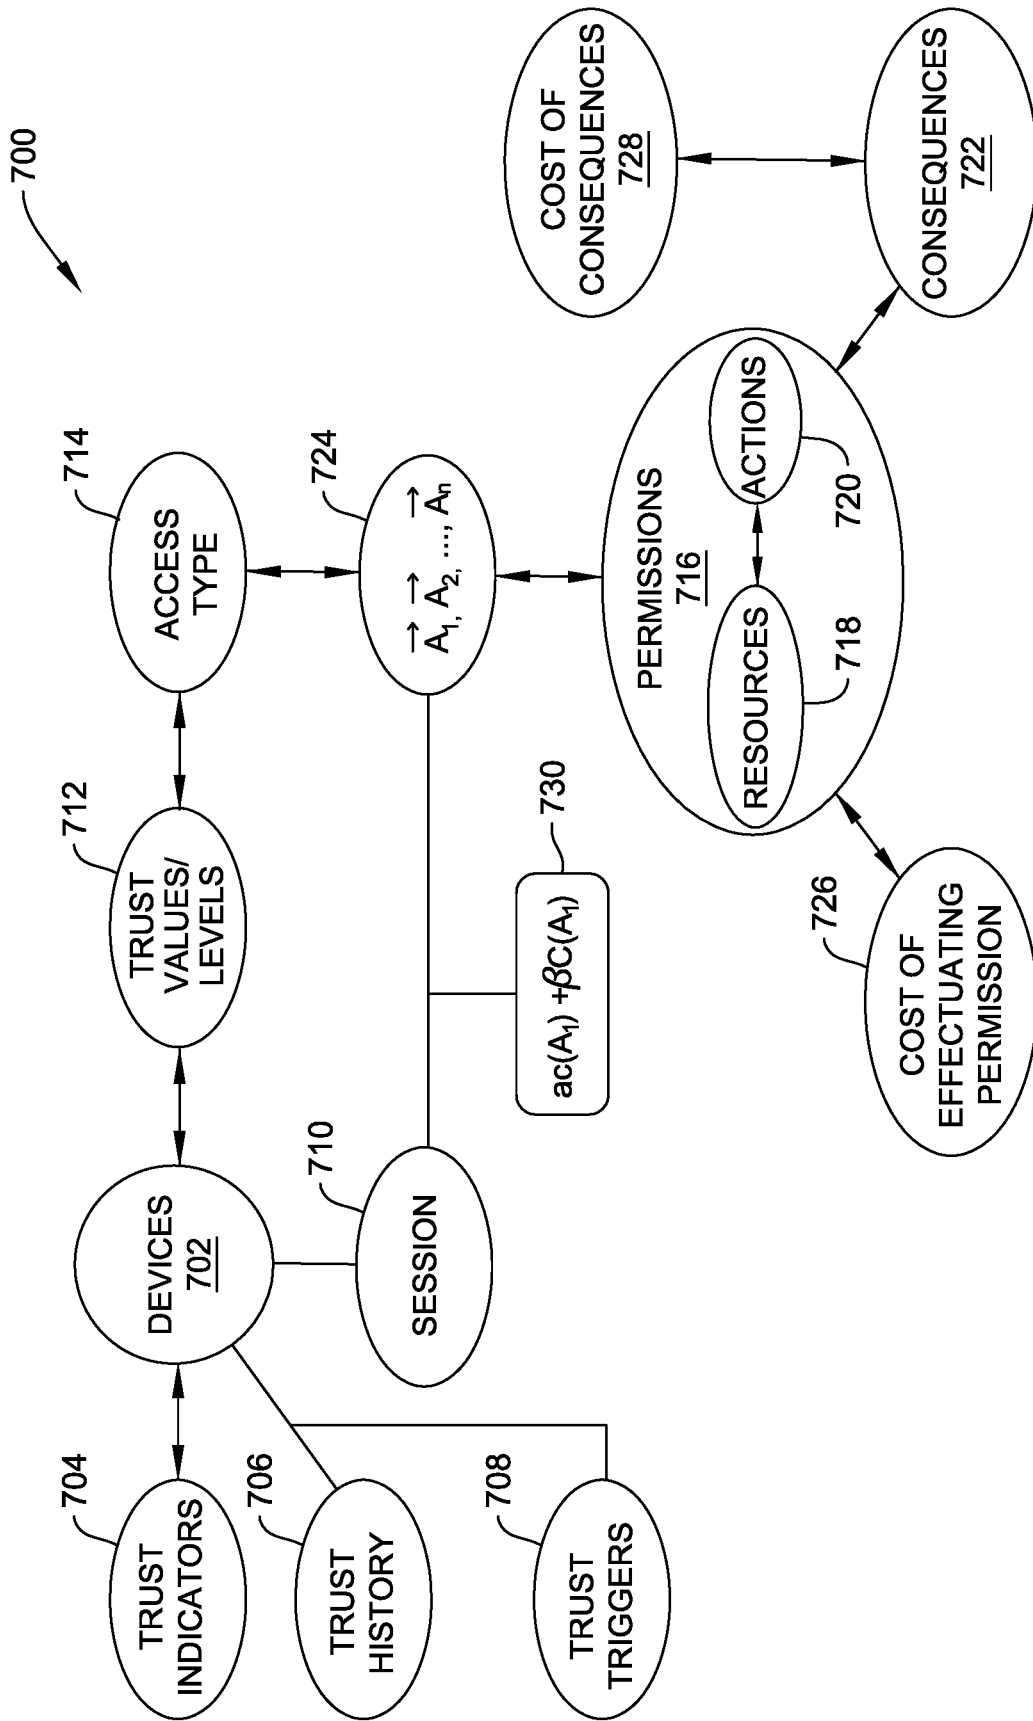 700
704
TRUST
INDICATORS
706
TRUST
HISTORY
708
TRUST
TRIGGERS
DEVICES
702
710
SESSION
712
TRUST
VALUES/
LEVELS
714
ACCESS
TYPE
724
A₁, A₂, ..., Aₙ
730
ac(A₁) +βC(A₁)
PERMISSIONS
716
RESOURCES
718
ACTIONS
720
726
COST OF
EFFECTUATING
PERMISSION
COST OF
CONSEQUENCES
728
CONSEQUENCES
722